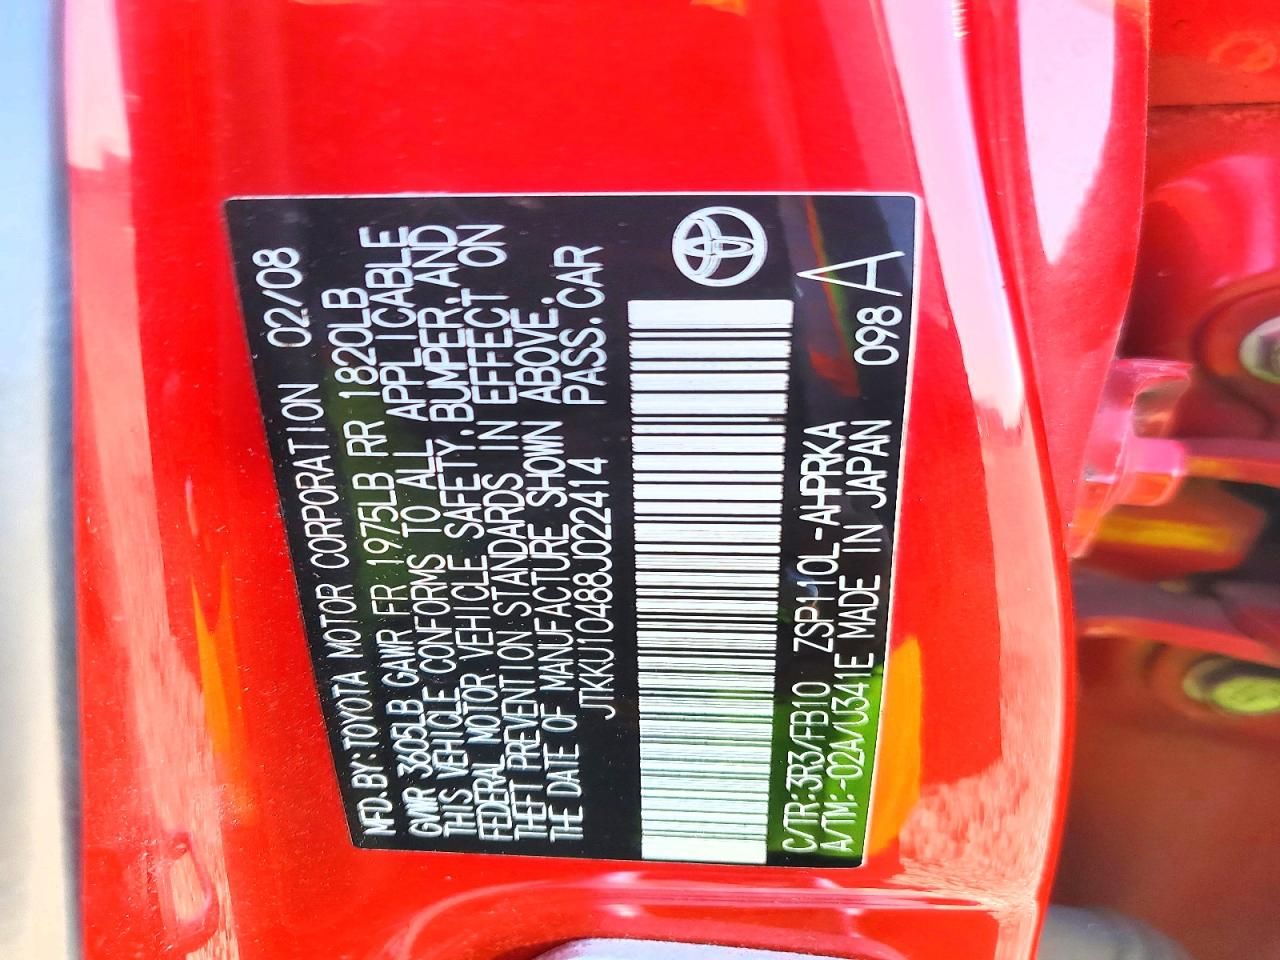 MFD.BY:TOYOTA MOTOR CORPORATION 02/08
GVWR 3605LB GAWR FR 1975LB RR 1820LB
THIS VEHICLE CONFORMS TO ALL APPLICABLE
FEDERAL MOTOR VEHICLE SAFETY,BUMPER,AND
THEFT PREVENTION STANDARDS IN EFFECT ON
THE DATE OF MANUFACTURE SHOWN ABOVE.
JTKKU10488J022414 PASS.CAR
C/TR:3R3/FB10 ZSP110L-AHPRKA
A/TM:-02A/U341E MADE IN JAPAN 098 A